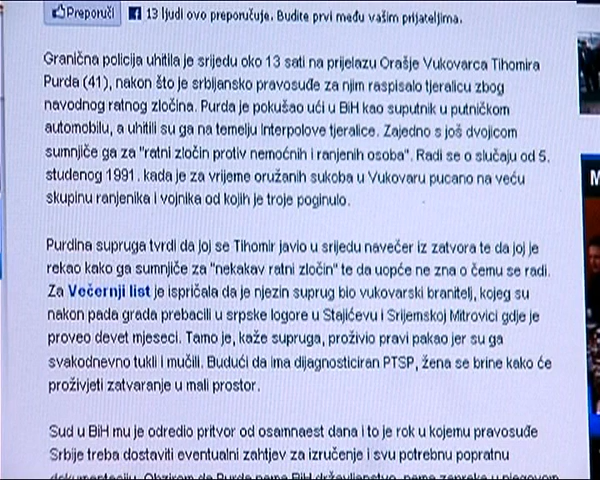 Preporuči 13 ljudi ovo preporučuje. Budite prvi među vašim prijateljima.
Granična policija uhitila je srijedu oko 13 sati na prijelazu Orašje Vukovarca Tihomira
Purda (41), nakon što je srbijansko pravosuđe za njim raspisalo tjeralicu zbog
navodnog ratnog zločina. Purda je pokušao ući u BiH kao suputnik u putničkom
automobilu, a uhitili su ga na temelju Interpolove tjeralice. Zajedno s još dvojicom
sumnjiče ga za "ratni zločin protiv nemoćnih i ranjenih osoba". Radi se o slučaju od 5.
studenog 1991. kada je za vrijeme oružanih sukoba u Vukovaru pucano na veću
skupinu ranjenika i vojnika od kojih je troje poginulo.
Purdina supruga tvrdi da joj se Tihomir javio u srijedu navečer iz zatvora te da joj je
rekao kako ga sumnjiče za "nekakav ratni zločin" te da uopće ne zna o čemu se radi.
Za Večernji list je ispričala da je njezin suprug bio vukovarski branitelj, kojeg su
nakon pada grada prebacili u srpske logore u Stajićevu i Srijemskoj Mitrovici gdje je
proveo devet mjeseci. Tamo je, kaže supruga, proživio pravi pakao jer su ga
svakodnevno tukli i mučili. Budući da ima dijagnosticiran PTSP, žena se brine kako će
proživjeti zatvaranje u mali prostor.
Sud u BiH mu je odredio pritvor od osamnaest dana i to je rok u kojemu pravosuđe
Srbije treba dostaviti eventualni zahtjev za izručenje i svu potrebnu popratnu
dokumentaciju. Obzirom da Purda nema BiH državljanstvo, nema zapreke u njegovom
M